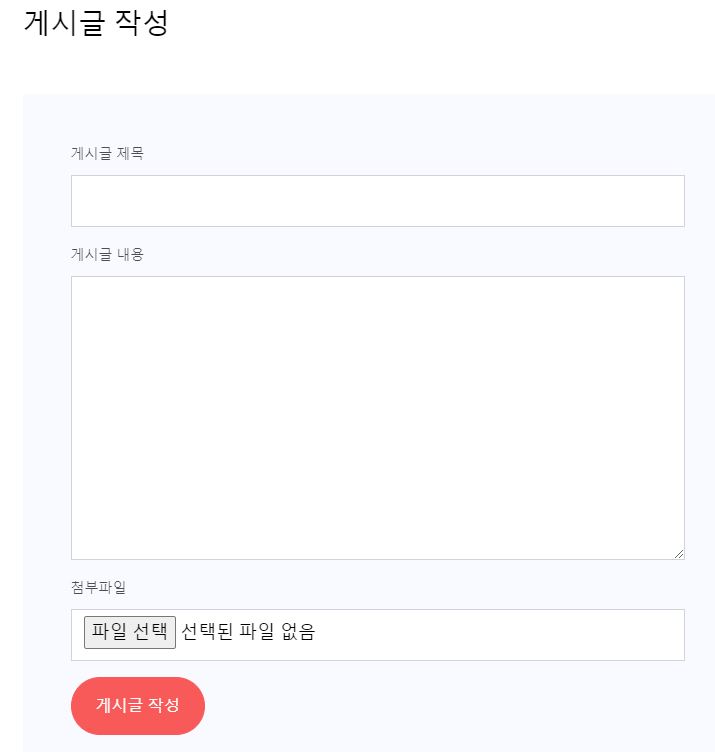 게시글 작성
게시글 제목
게시글 내용
첨부파일
파일 선택 선택된 파일 없음
게시글 작성